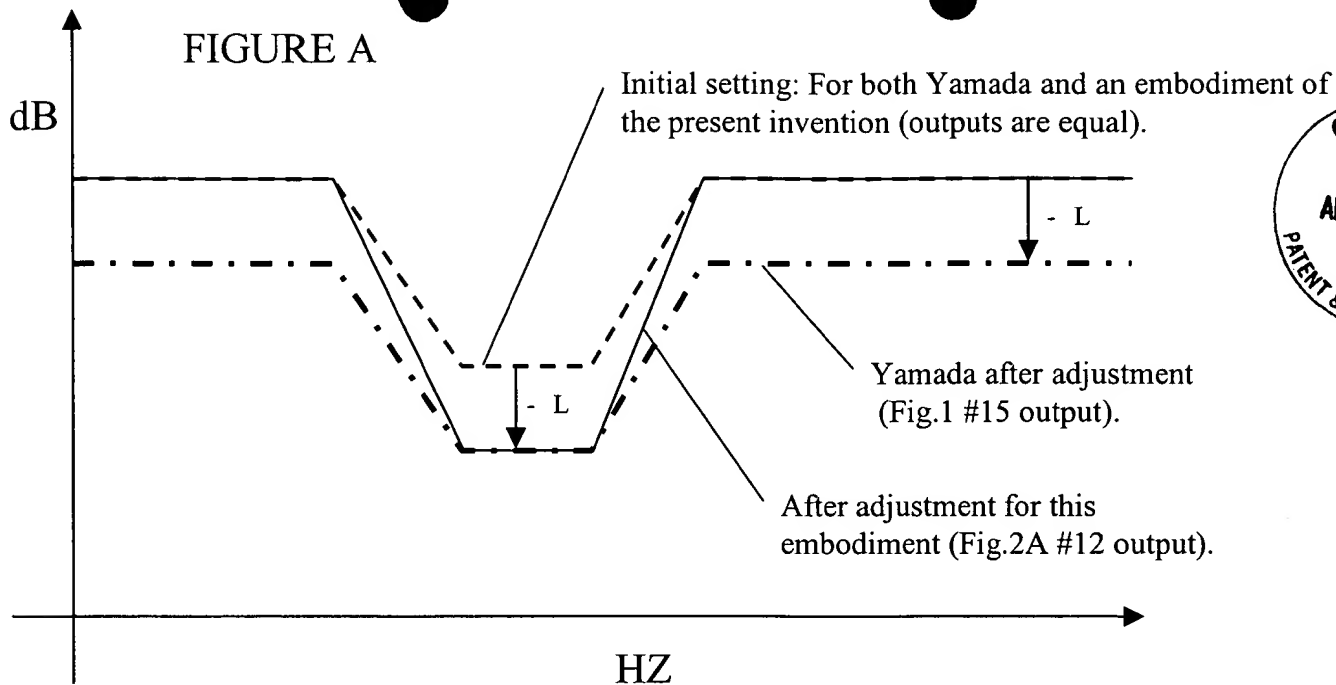 FIGURE A
dB
Initial setting: For both Yamada and an embodiment of
the present invention (outputs are equal).
- L
- L
Yamada after adjustment
(Fig.1 #15 output).
After adjustment for this
embodiment (Fig.2A #12 output).
HZ
PATENT